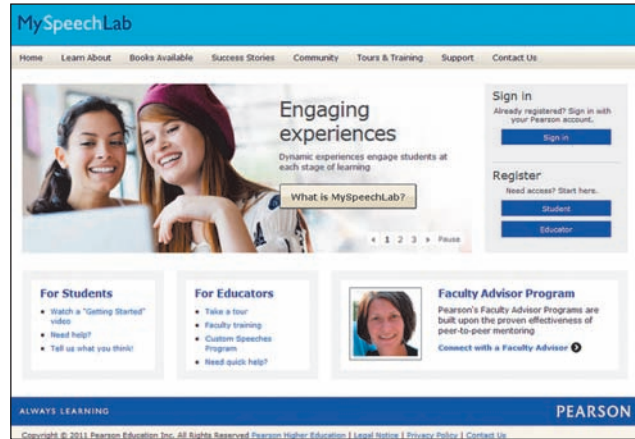 MySpeechLab
Home Learn About Books Available Success Stories Community Tours & Training Support Contact Us
Engaging
experiences
Dynamic experiences engage students at
each stage of learning
What is MySpeechLab?
« 1 2 3 » Pause
Sign in
Already registered? Sign in with
your Pearson account.
Sign in
Register
Need access? Start here.
Student
Educator
For Students
• Watch a "Getting Started"
video
• Need help?
• Tell us what you think!
For Educators
• Take a tour
• Faculty training
• Custom Speeches
Program
• Need quick help?
Faculty Advisor Program
Pearson's Faculty Advisor Programs are
built upon the proven effectiveness of
peer-to-peer mentoring
Connect with a Faculty Advisor
ALWAYS LEARNING
PEARSON
Copyright © 2011 Pearson Education Inc. All Rights Reserved Pearson Higher Education | Legal Notice | Privacy Policy | Contact Us